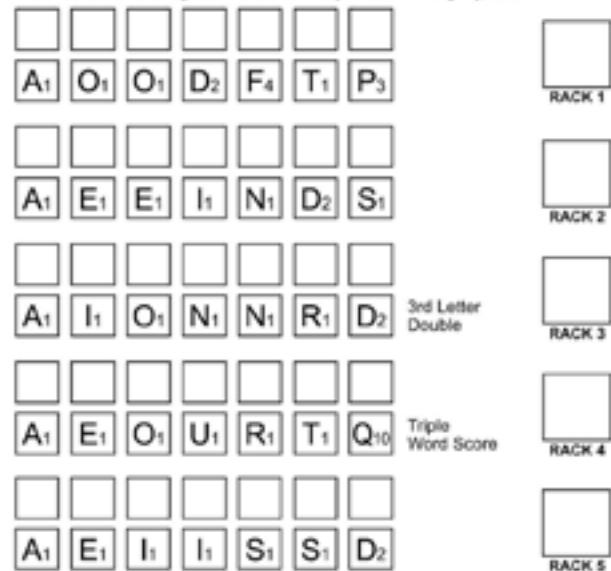 A1 O1 O1 D2 F4 T1 P3
RACK 1
A1 E1 E1 I1 N1 D2 S1
RACK 2
A1 I1 O1 N1 N1 R1 D2
3rd Letter
Double
RACK 3
A1 E1 O1 U1 R1 T1 Q10
Triple
Word Score
RACK 4
A1 E1 I1 I1 S1 S1 D2
RACK 5